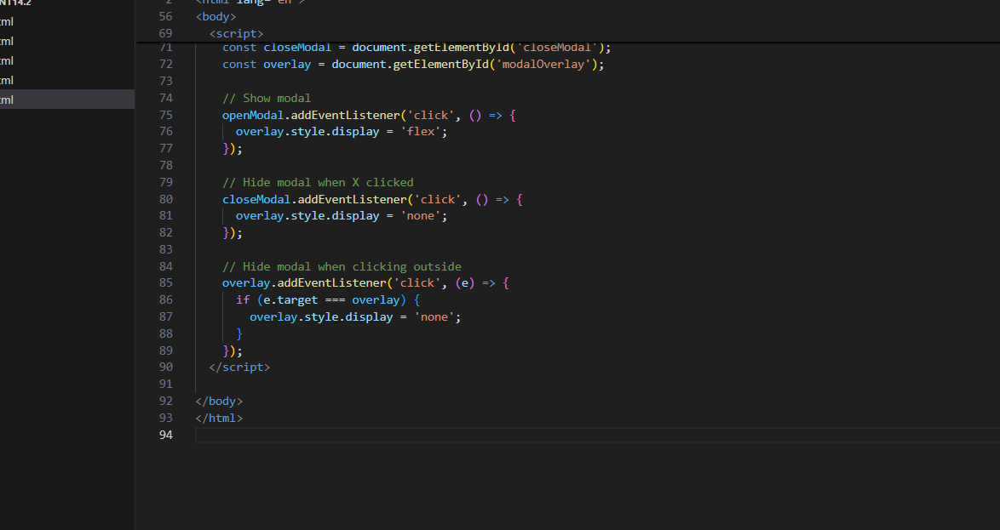 NT14.2
tml
tml
tml
tml
tml
2 <html lang="en">
56 <body>
69 <script>
71 const closeModal = document.getElementById('closeModal');
72 const overlay = document.getElementById('modalOverlay');
73
74 // Show modal
75 openModal.addEventListener('click', () => {
76 overlay.style.display = 'flex';
77 });
78
79 // Hide modal when X clicked
80 closeModal.addEventListener('click', () => {
81 overlay.style.display = 'none';
82 });
83
84 // Hide modal when clicking outside
85 overlay.addEventListener('click', (e) => {
86 if (e.target === overlay) {
87 overlay.style.display = 'none';
88 }
89 });
90 </script>
91
92 </body>
93 </html>
94